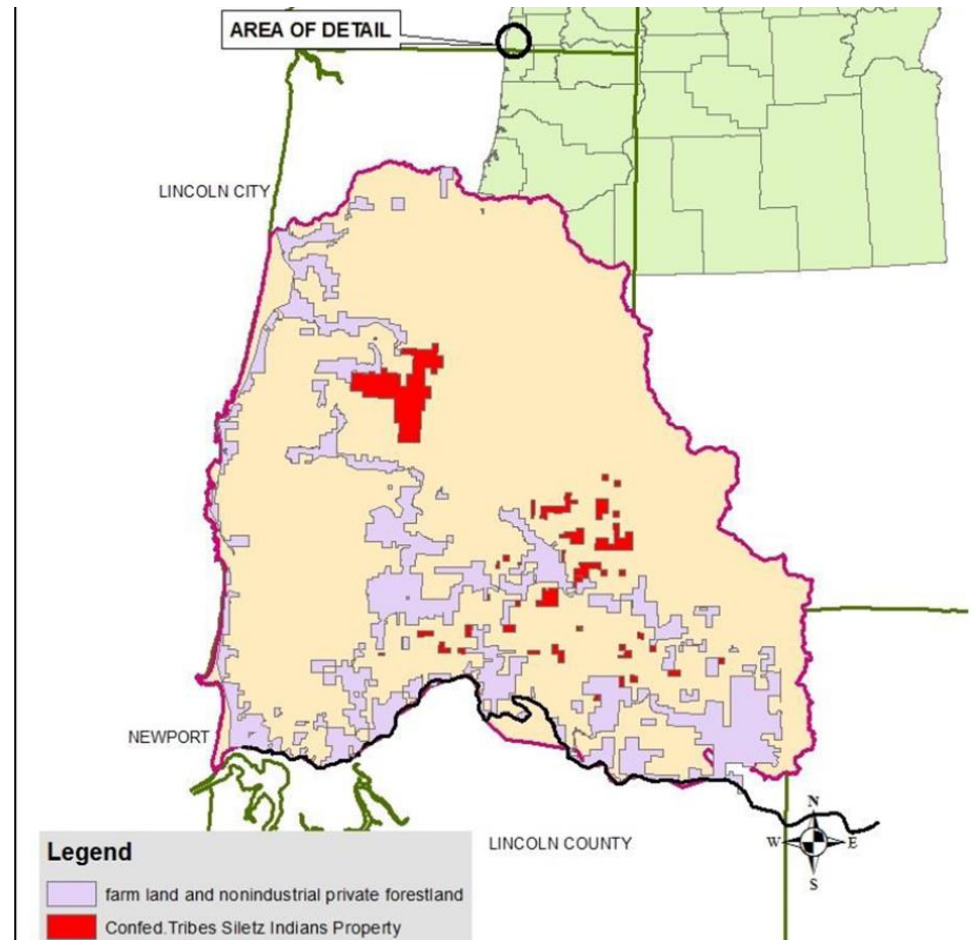 AREA OF DETAIL
LINCOLN CITY
NEWPORT
LINCOLN COUNTY
N
W E
S
Legend
farm land and nonindustrial private forestland
Confed.Tribes Siletz Indians Property